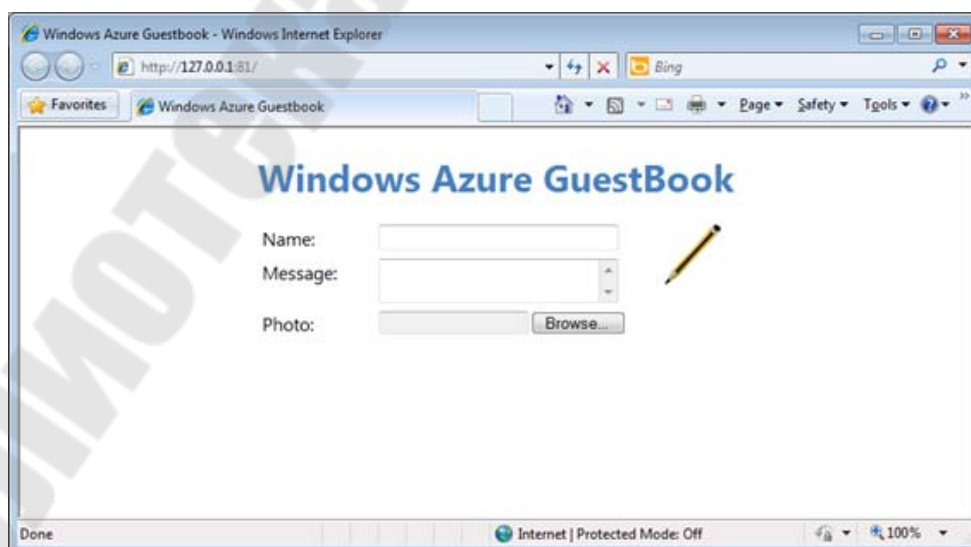 Windows Azure Guestbook - Windows Internet Explorer
http://127.0.0.1:81/
Bing
Favorites
Windows Azure Guestbook
Page Safety Tools
Windows Azure GuestBook
Name:
Message:
Photo:
Browse...
Done
Internet | Protected Mode: Off
100%